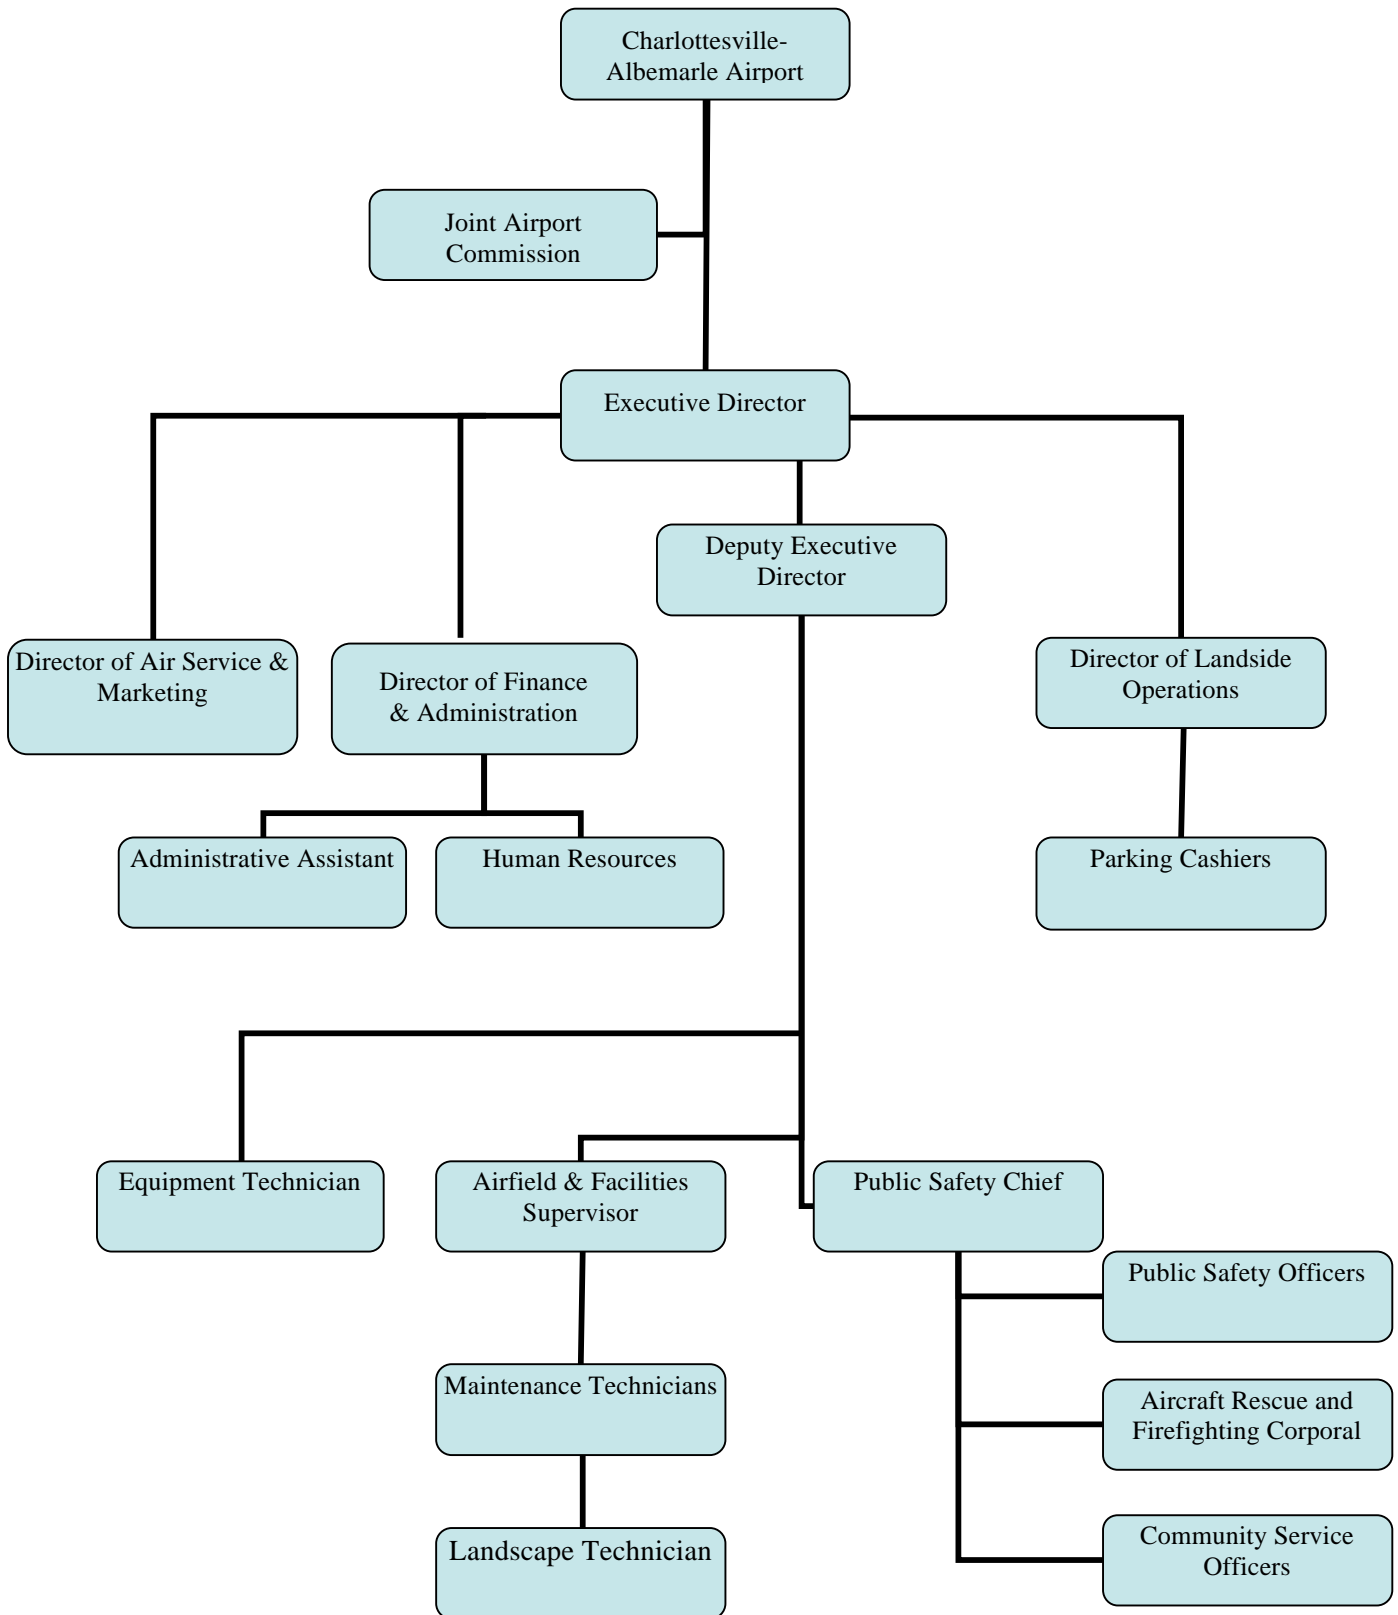 Charlottesville-
Albemarle Airport
Joint Airport
Commission
Executive Director
Deputy Executive
Director
Director of Air Service &
Marketing
Director of Finance
& Administration
Director of Landside
Operations
Administrative Assistant
Human Resources
Parking Cashiers
Equipment Technician
Airfield & Facilities
Supervisor
Public Safety Chief
Public Safety Officers
Maintenance Technicians
Aircraft Rescue and
Firefighting Corporal
Landscape Technician
Community Service
Officers